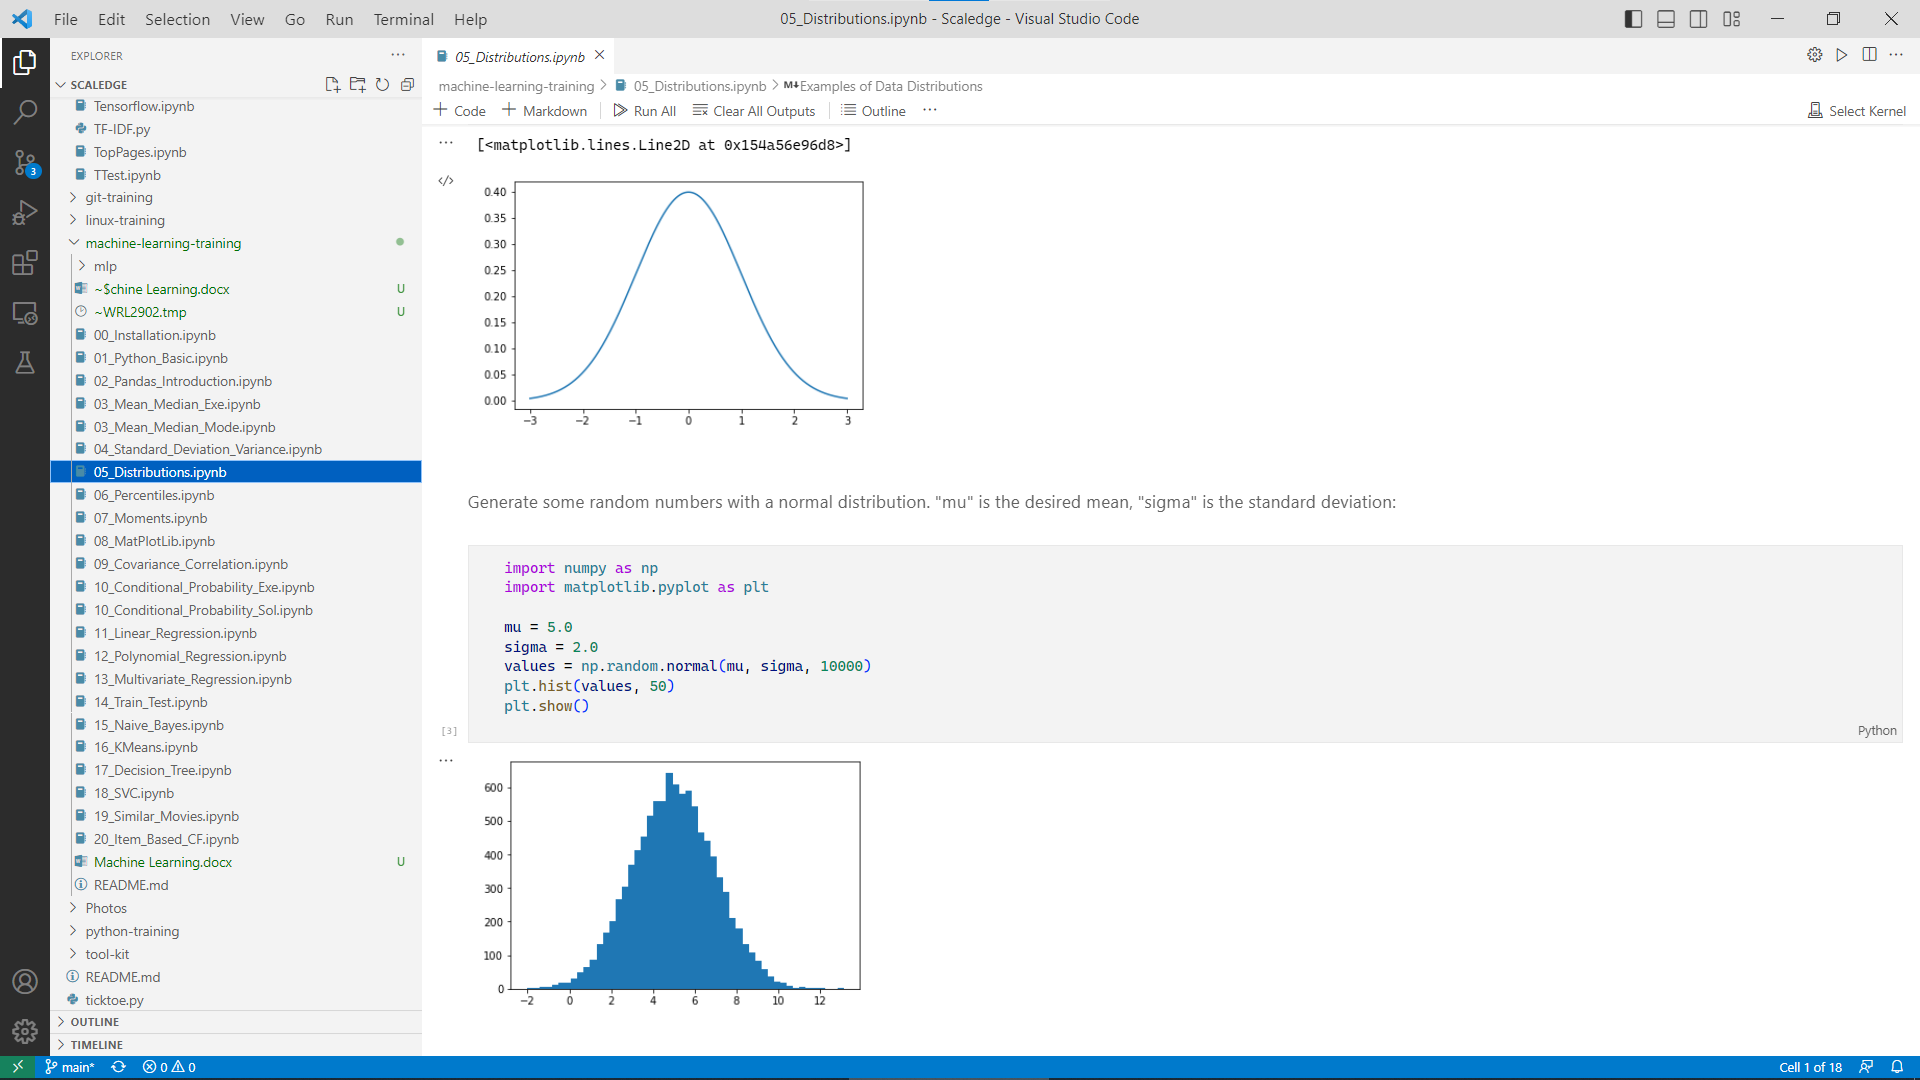 File Edit Selection View Go Run Terminal Help
05_Distributions.ipynb - Scaledge - Visual Studio Code
EXPLORER
SCALEDGE
Tensorflow.ipynb
TF-IDF.py
TopPages.ipynb
TTest.ipynb
git-training
linux-training
machine-learning-training
mlp
~$chine Learning.docx U
~WRL2902.tmp U
00_Installation.ipynb
01_Python_Basic.ipynb
02_Pandas_Introduction.ipynb
03_Mean_Median_Exe.ipynb
03_Mean_Median_Mode.ipynb
04_Standard_Deviation_Variance.ipynb
05_Distributions.ipynb
06_Percentiles.ipynb
07_Moments.ipynb
08_MatPlotLib.ipynb
09_Covariance_Correlation.ipynb
10_Conditional_Probability_Exe.ipynb
10_Conditional_Probability_Sol.ipynb
11_Linear_Regression.ipynb
12_Polynomial_Regression.ipynb
13_Multivariate_Regression.ipynb
14_Train_Test.ipynb
15_Naive_Bayes.ipynb
16_KMeans.ipynb
17_Decision_Tree.ipynb
18_SVC.ipynb
19_Similar_Movies.ipynb
20_Item_Based_CF.ipynb
Machine Learning.docx U
README.md
Photos
python-training
tool-kit
README.md
ticktoe.py
OUTLINE
TIMELINE
3
05_Distributions.ipynb
machine-learning-training > 05_Distributions.ipynb > M↓Examples of Data Distributions
+ Code + Markdown Run All Clear All Outputs Outline ··· Select Kernel
[<matplotlib.lines.Line2D at 0x154a56e96d8>]
0.40
0.35
0.30
0.25
0.20
0.15
0.10
0.05
0.00
−3 −2 −1 0 1 2 3
Generate some random numbers with a normal distribution. "mu" is the desired mean, "sigma" is the standard deviation:
import numpy as np
import matplotlib.pyplot as plt
mu = 5.0
sigma = 2.0
values = np.random.normal(mu, sigma, 10000)
plt.hist(values, 50)
plt.show()
[3] Python
600
500
400
300
200
100
0
−2 0 2 4 6 8 10 12
main* 0 0 Cell 1 of 18